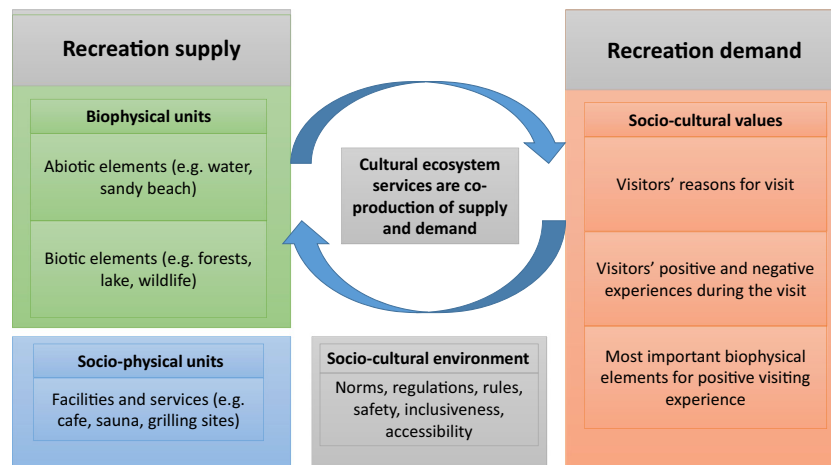 Recreation supply
Biophysical units
Abiotic elements (e.g. water,
sandy beach)
Biotic elements (e.g. forests,
lake, wildlife)
Socio-physical units
Facilities and services (e.g.
cafe, sauna, grilling sites)
Cultural ecosystem
services are co-
production of supply
and demand
Socio-cultural environment
Norms, regulations, rules,
safety, inclusiveness,
accessibility
Recreation demand
Socio-cultural values
Visitors’ reasons for visit
Visitors’ positive and negative
experiences during the visit
Most important biophysical
elements for positive visiting
experience